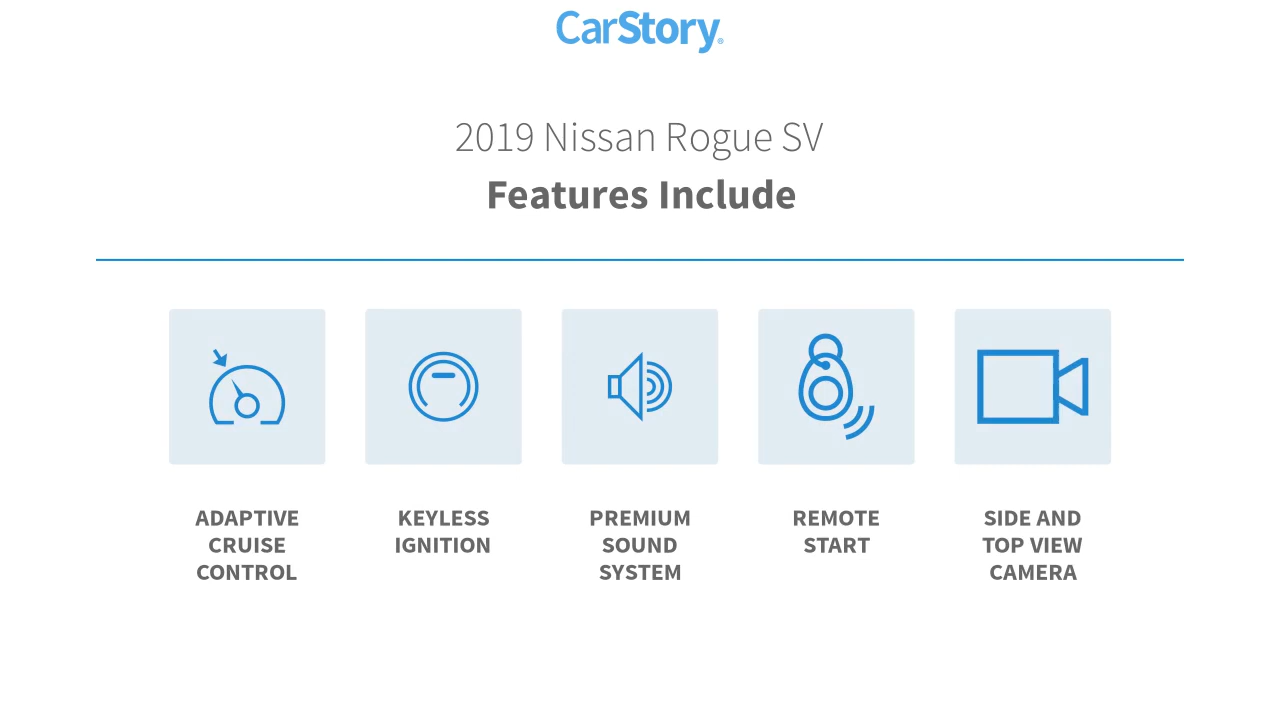 CarStory®
2019 Nissan Rogue SV
Features Include
ADAPTIVE
CRUISE
CONTROL
KEYLESS
IGNITION
PREMIUM
SOUND
SYSTEM
REMOTE
START
SIDE AND
TOP VIEW
CAMERA